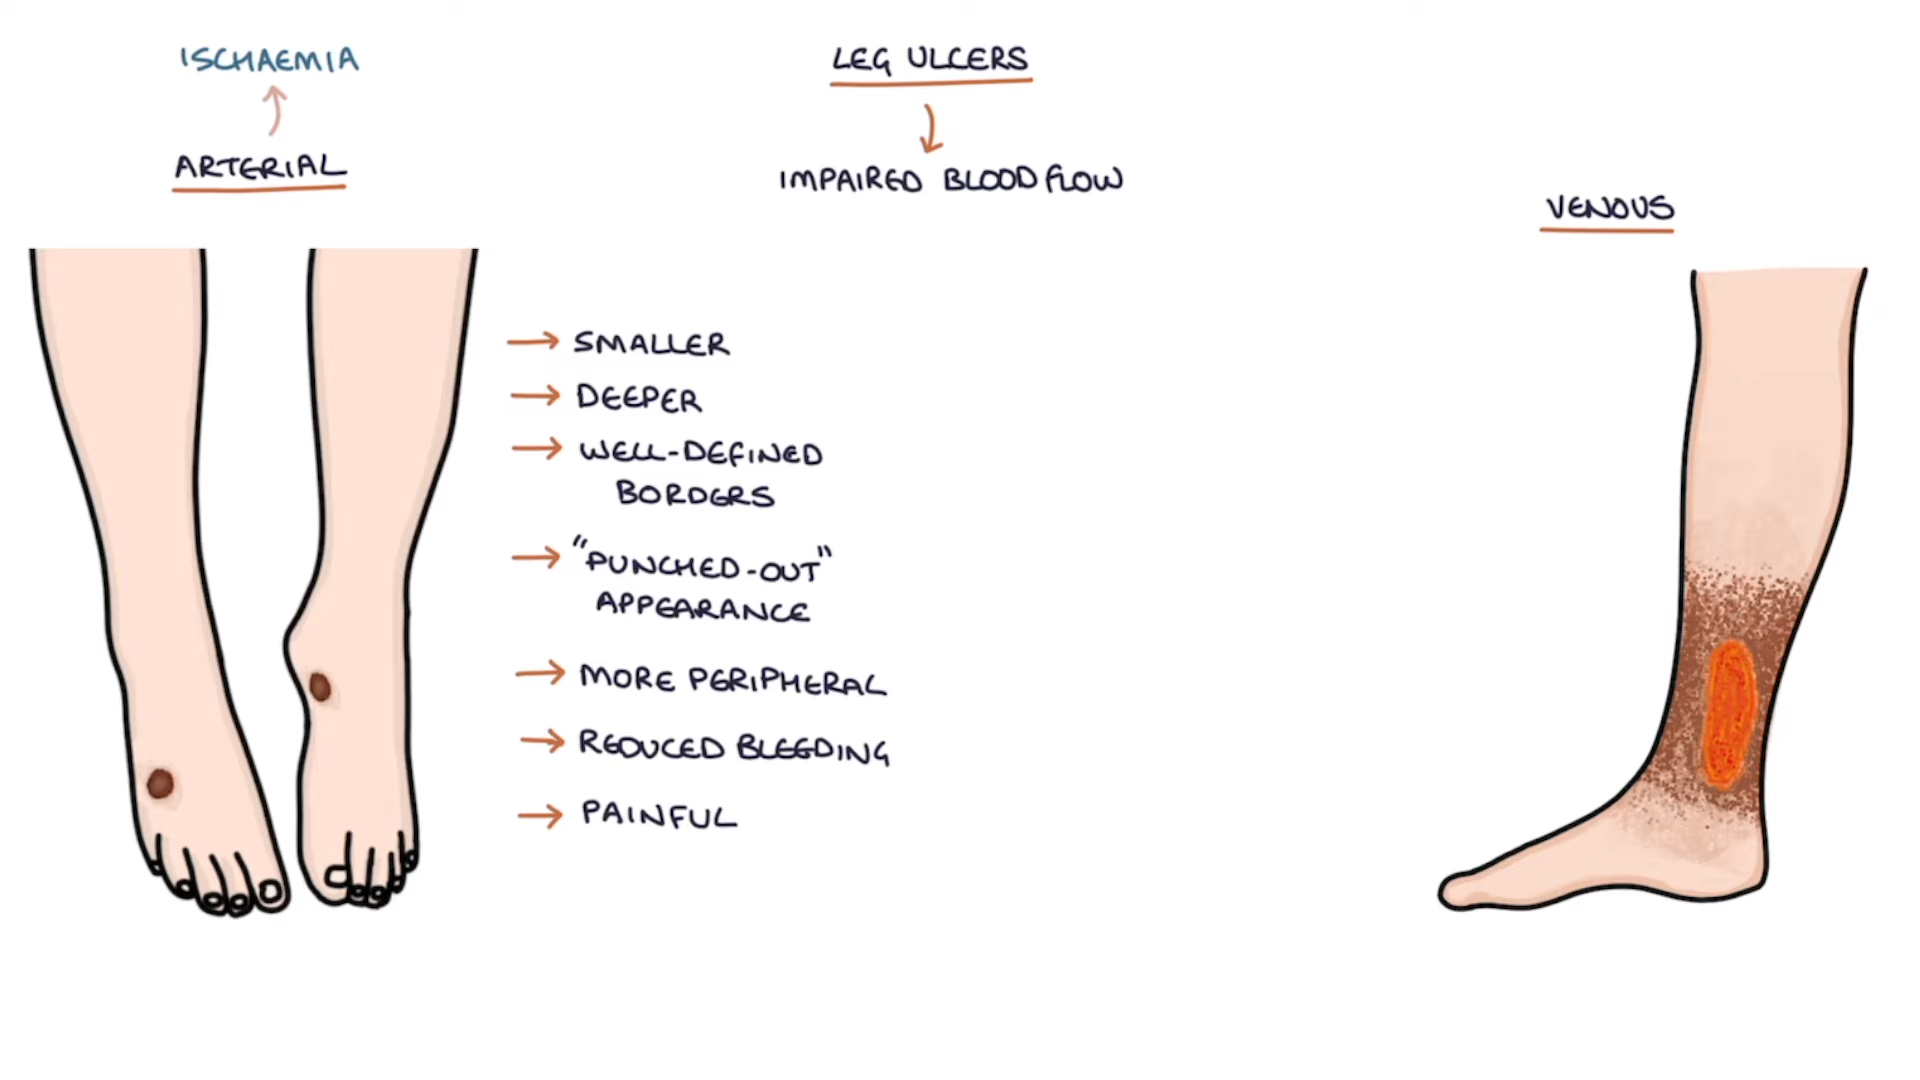 ISCHAEMIA
LEG ULCERS
ARTERIAL
IMPAIRED BLOOD FLOW
VENOUS
→ SMALLER
→ DEEPER
→ WELL-DEFINED
BORDERS
→ "PUNCHED-OUT"
APPEARANCE
→ MORE PERIPHERAL
→ REDUCED BLEEDING
→ PAINFUL